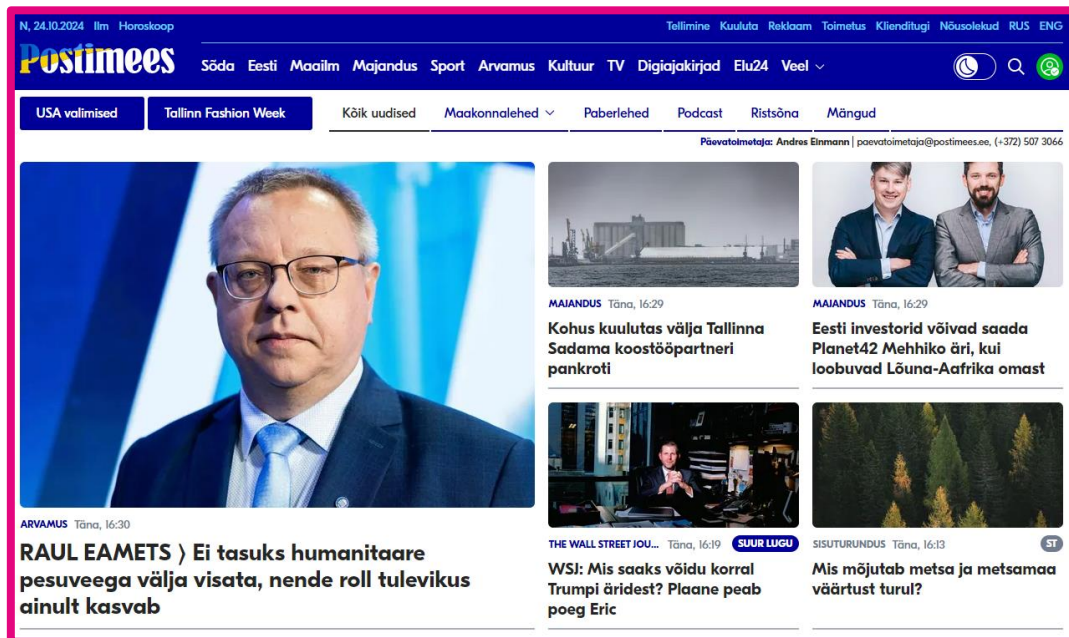 N, 24.10.2024 Ilm Horoskoop
Tellimine Kuuluta Reklaam Toimetus Klienditugi Nõusolekud RUS ENG
Postimees
Sõda Eesti Maailm Majandus Sport Arvamus Kultuur TV Digiajakirjad Elu24 Veel
USA valimised Tallinn Fashion Week Kõik uudised Maakonnalehed Paberlehed Podcast Ristsõna Mängud
Päevatoimetaja: Andres Einmann | paevatoimetaja@postimees.ee, (+372) 507 3066
ARVAMUS Täna, 16:30
RAUL EAMETS ⟩ Ei tasuks humanitaare
pesuveega välja visata, nende roll tulevikus
ainult kasvab
MAJANDUS Täna, 16:29
Kohus kuulutas välja Tallinna
Sadama koostööpartneri
pankroti
MAJANDUS Täna, 16:29
Eesti investorid võivad saada
Planet42 Mehhiko äri, kui
loobuvad Lõuna-Aafrika omast
THE WALL STREET JOU... Täna, 16:19 SUUR LUGU
WSJ: Mis saaks võidu korral
Trumpi äridest? Plaane peab
poeg Eric
SISUTURUNDUS Täna, 16:13 ST
Mis mõjutab metsa ja metsamaa
väärtust turul?